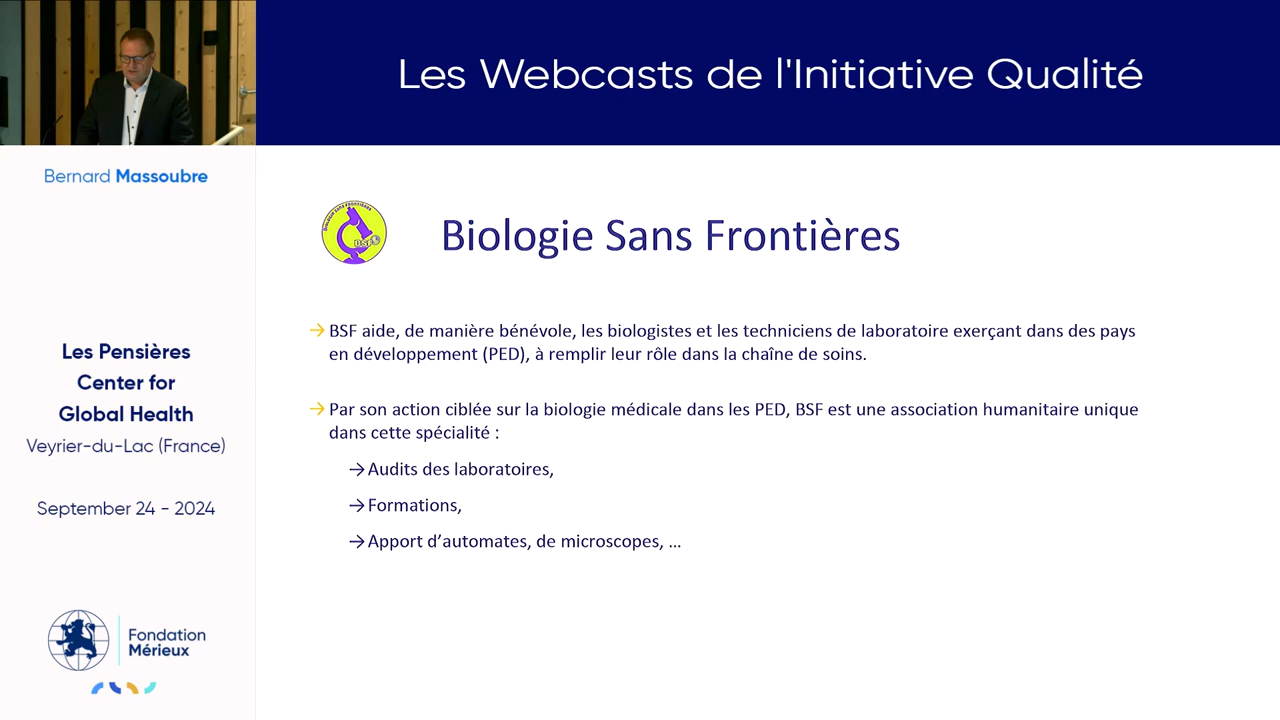 Les Webcasts de l'Initiative Qualité
Bernard Massoubre
Les Pensières
Center for
Global Health
Veyrier-du-Lac (France)
September 24 - 2024
Fondation
Mérieux
BIOLOGIE SANS FRONTIÈRES
BSF
Biologie Sans Frontières
→ BSF aide, de manière bénévole, les biologistes et les techniciens de laboratoire exerçant dans des pays
en développement (PED), à remplir leur rôle dans la chaîne de soins.
→ Par son action ciblée sur la biologie médicale dans les PED, BSF est une association humanitaire unique
dans cette spécialité :
→ Audits des laboratoires,
→ Formations,
→ Apport d’automates, de microscopes, …